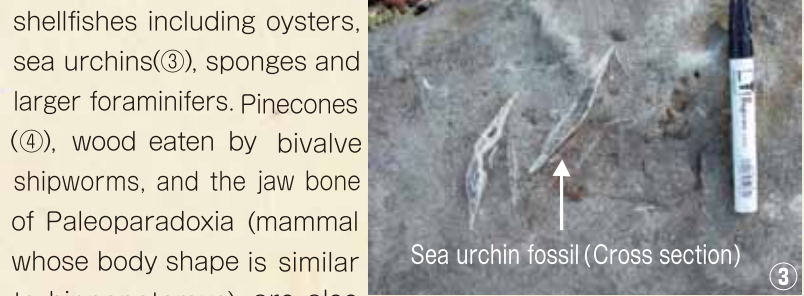 shellfishes including oysters,
sea urchins(③), sponges and
larger foraminifers. Pinecones
(④), wood eaten by bivalve
shipworms, and the jaw bone
of Paleoparadoxia (mammal
whose body shape is similar
Sea urchin fossil (Cross section)
③